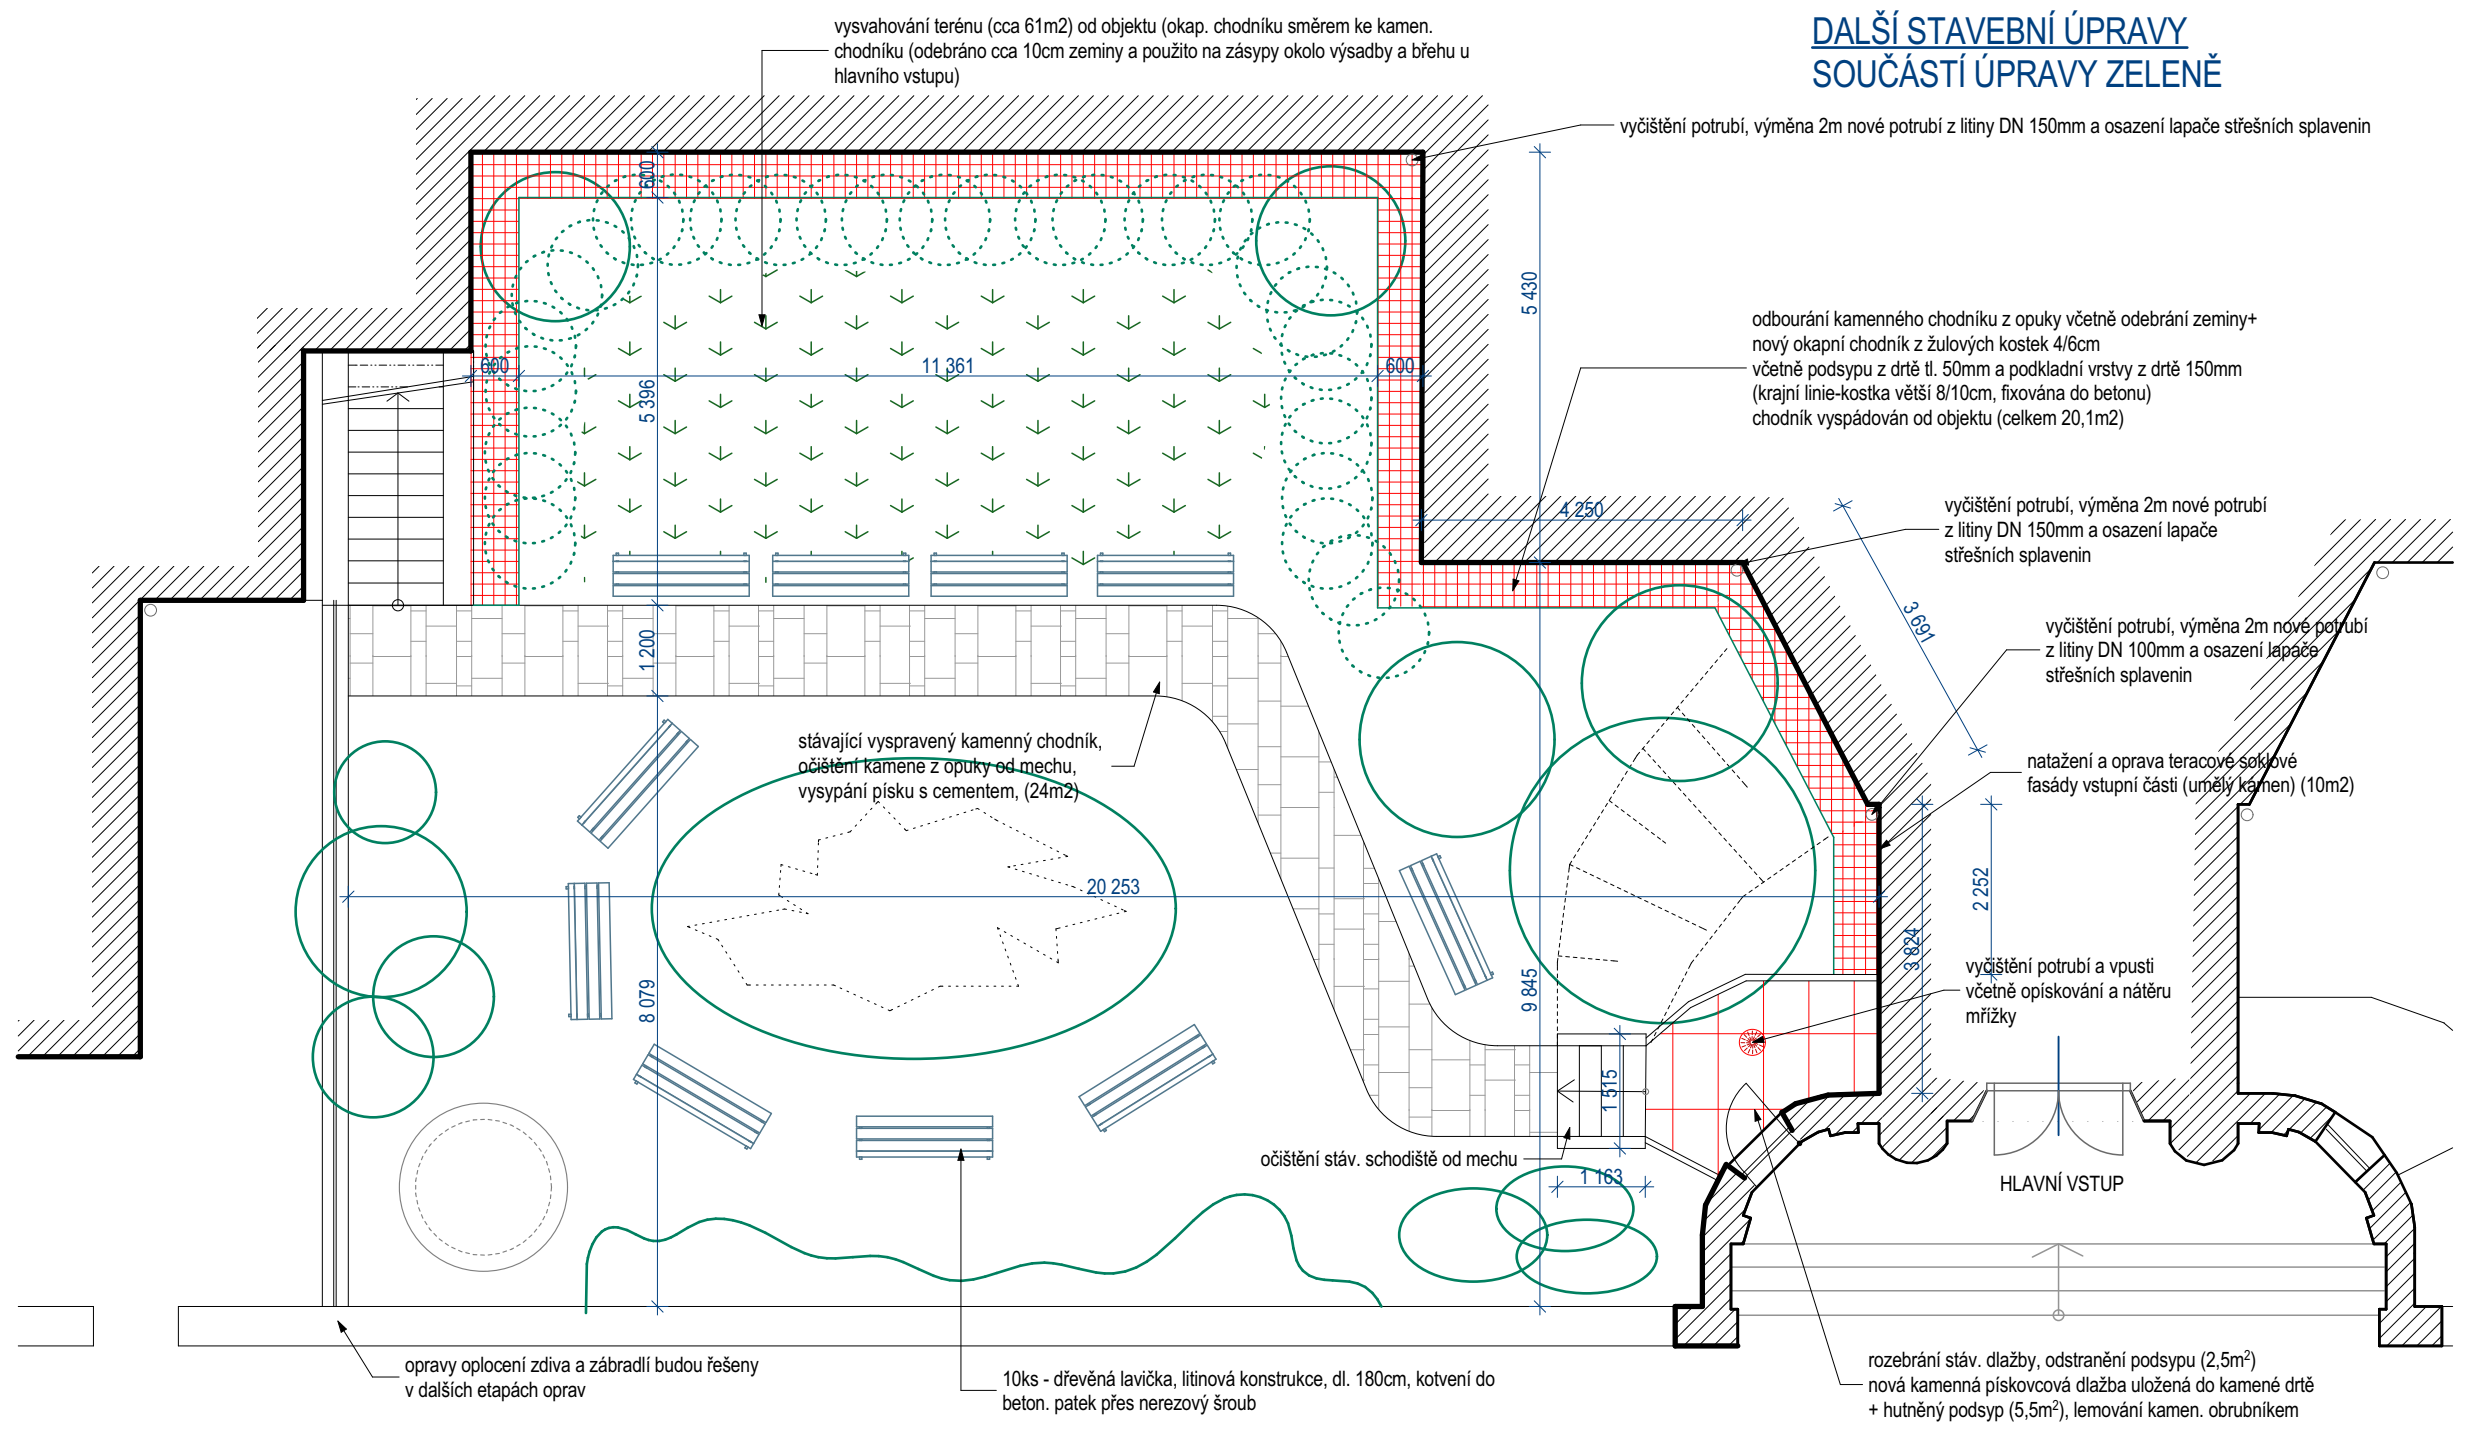 vysvahování terénu (cca 61m2) od objektu (okap. chodníku směrem ke kamen.
chodníku (odebráno cca 10cm zeminy a použito na zásypy okolo výsadby a břehu u
hlavního vstupu)
DALŠÍ STAVEBNÍ ÚPRAVY
SOUČÁSTÍ ÚPRAVY ZELENĚ
vyčištění potrubí, výměna 2m nové potrubí z litiny DN 150mm a osazení lapače střešních splavenin
600
5 430
odbourání kamenného chodníku z opuky včetně odebrání zeminy+
nový okapní chodník z žulových kostek 4/6cm
včetně podsypu z drtě tl. 50mm a podkladní vrstvy z drtě 150mm
(krajní linie-kostka větší 8/10cm, fixována do betonu)
chodník vyspádován od objektu (celkem 20,1m2)
600
11 361
600
5 396
4 250
vyčištění potrubí, výměna 2m nové potrubí
z litiny DN 150mm a osazení lapače
střešních splavenin
3 691
vyčištění potrubí, výměna 2m nové potrubí
z litiny DN 100mm a osazení lapače
střešních splavenin
1 200
stávající vyspravený kamenný chodník,
očištění kamene z opuky od mechu,
vysypání písku s cementem, (24m2)
natažení a oprava teracové soklové
fasády vstupní části (umělý kámen) (10m2)
20 253
2 252
3 824
8 079
9 845
vyčištění potrubí a vpusti
včetně opískování a nátěru
mřížky
1 515
očištění stáv. schodiště od mechu
1 163
HLAVNÍ VSTUP
opravy oplocení zdiva a zábradlí budou řešeny
v dalších etapách oprav
10ks - dřevěná lavička, litinová konstrukce, dl. 180cm, kotvení do
beton. patek přes nerezový šroub
rozebrání stáv. dlažby, odstranění podsypu (2,5m²)
nová kamenná pískovcová dlažba uložená do kamené drtě
+ hutněný podsyp (5,5m²), lemování kamen. obrubníkem